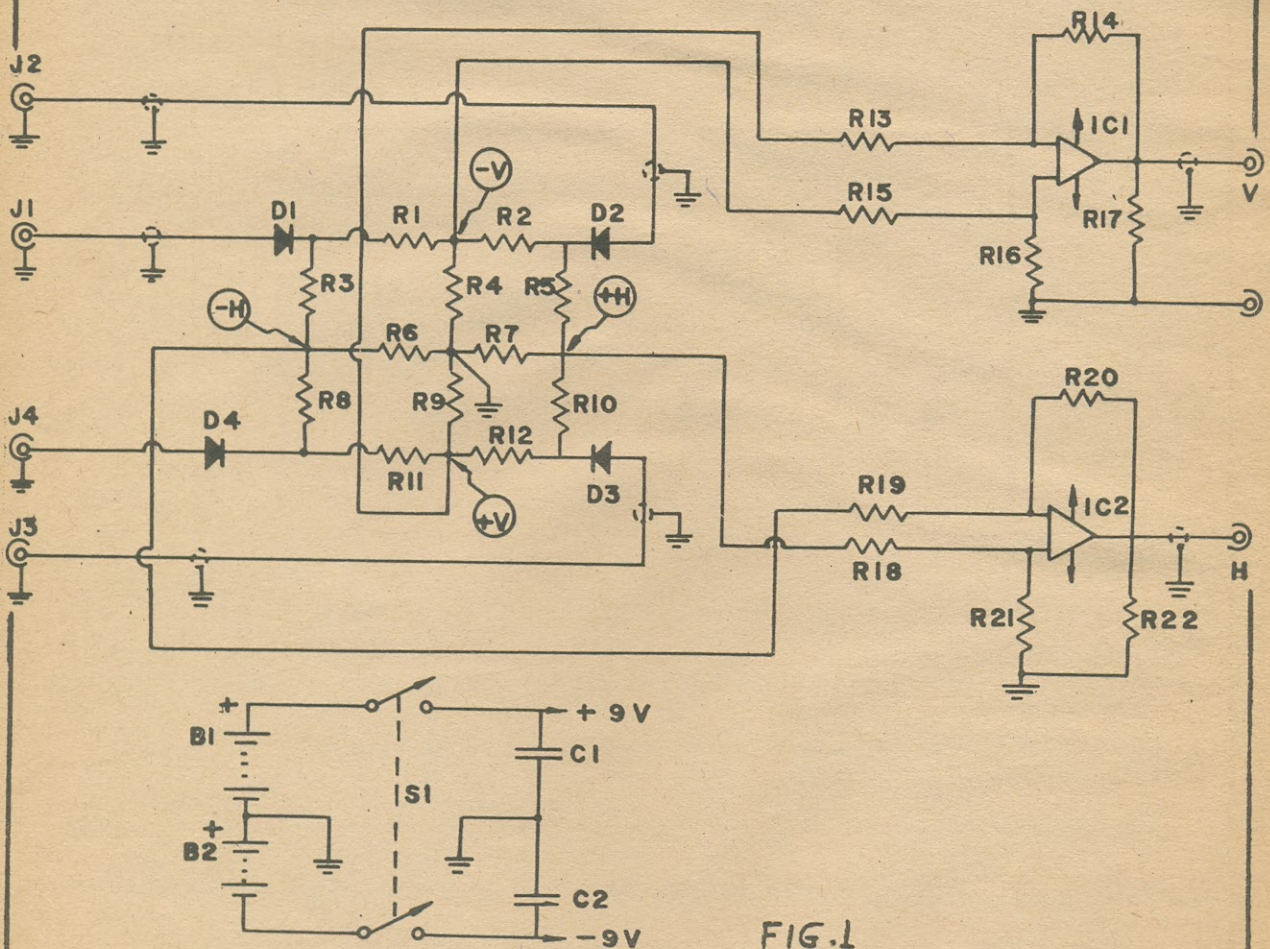 R14
J2
R13
IC1
V
-V
R15
J1
D1
R1
R2
D2
R17
R16
R3
R4
R5
+H
-H
R6
R7
R20
J4
D4
R8
R9
R10
R12
R11
D3
R19
IC2
+V
J3
R18
H
R21
R22
+
+ 9V
B1
C1
S1
+
B2
C2
- 9V
FIG.1